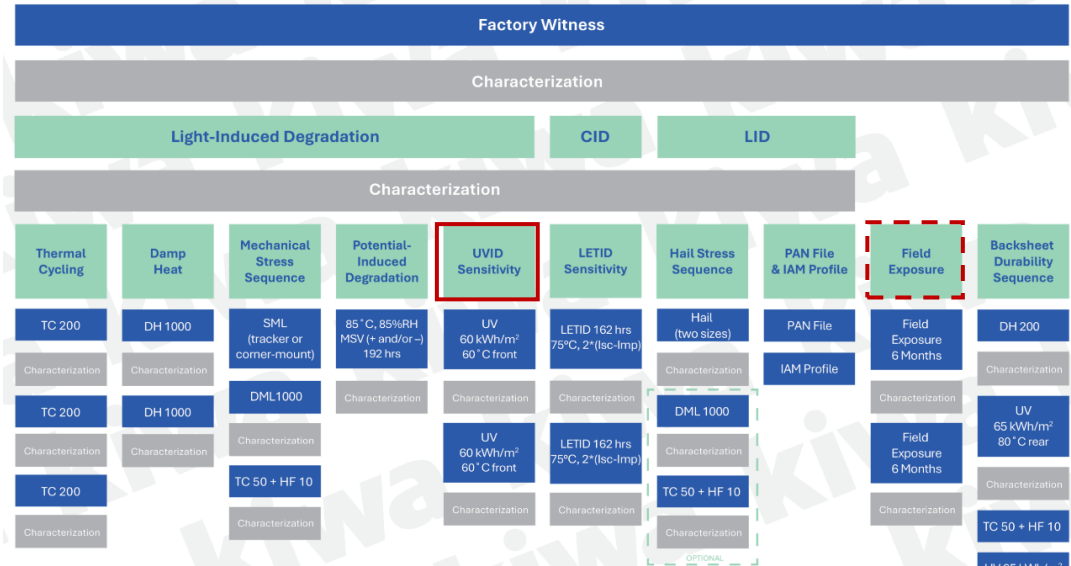 Factory Witness
Characterization
Light-Induced Degradation
CID
LID
Characterization
Thermal
Cycling
Damp
Heat
Mechanical
Stress
Sequence
Potential-
Induced
Degradation
UVID
Sensitivity
LETID
Sensitivity
Hail Stress
Sequence
PAN File
& IAM Profile
Field
Exposure
Backsheet
Durability
Sequence
TC 200
Characterization
TC 200
Characterization
TC 200
Characterization
DH 1000
Characterization
DH 1000
Characterization
SML
(tracker or
corner-mount)
DML1000
Characterization
TC 50 + HF 10
Characterization
85˚C, 85%RH
MSV (+ and/or –)
192 hrs
Characterization
UV
60 kWh/m²
60˚C front
Characterization
UV
60 kWh/m²
60˚C front
Characterization
LETID 162 hrs
75ºC, 2*(Isc-Imp)
Characterization
LETID 162 hrs
75ºC, 2*(Isc-Imp)
Characterization
Hail
(two sizes)
Characterization
DML 1000
Characterization
TC 50 + HF 10
Characterization
OPTIONAL
PAN File
IAM Profile
Field
Exposure
6 Months
Characterization
Field
Exposure
6 Months
Characterization
DH 200
Characterization
UV
65 kWh/m²
80˚C rear
Characterization
TC 50 + HF 10
kiwa